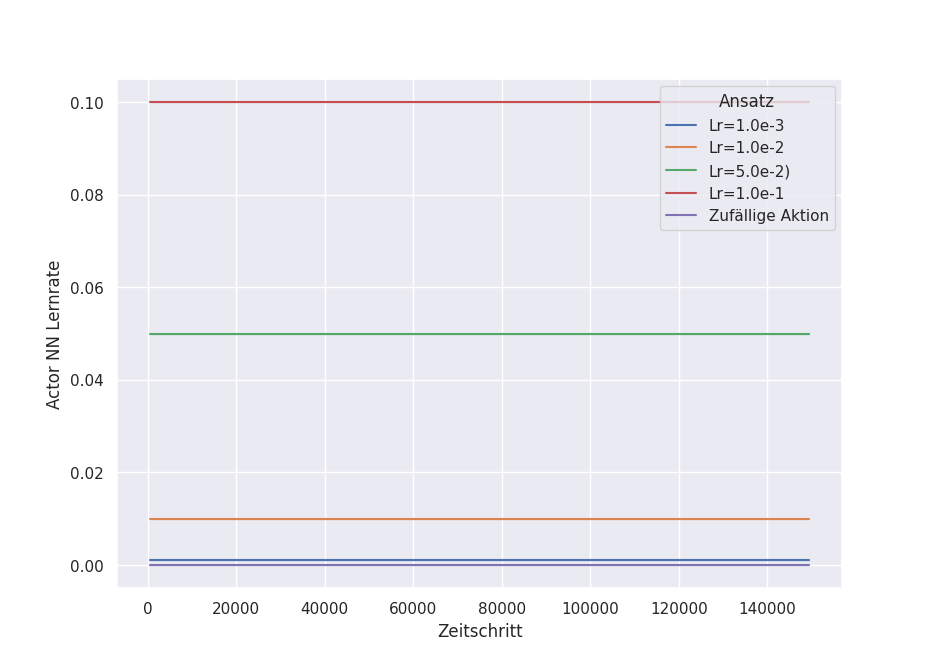 Ansatz
Lr=1.0e-3
Lr=1.0e-2
Lr=5.0e-2)
Lr=1.0e-1
Zufällige Aktion
Actor NN Lernrate
0.10
0.08
0.06
0.04
0.02
0.00
0 20000 40000 60000 80000 100000 120000 140000
Zeitschritt